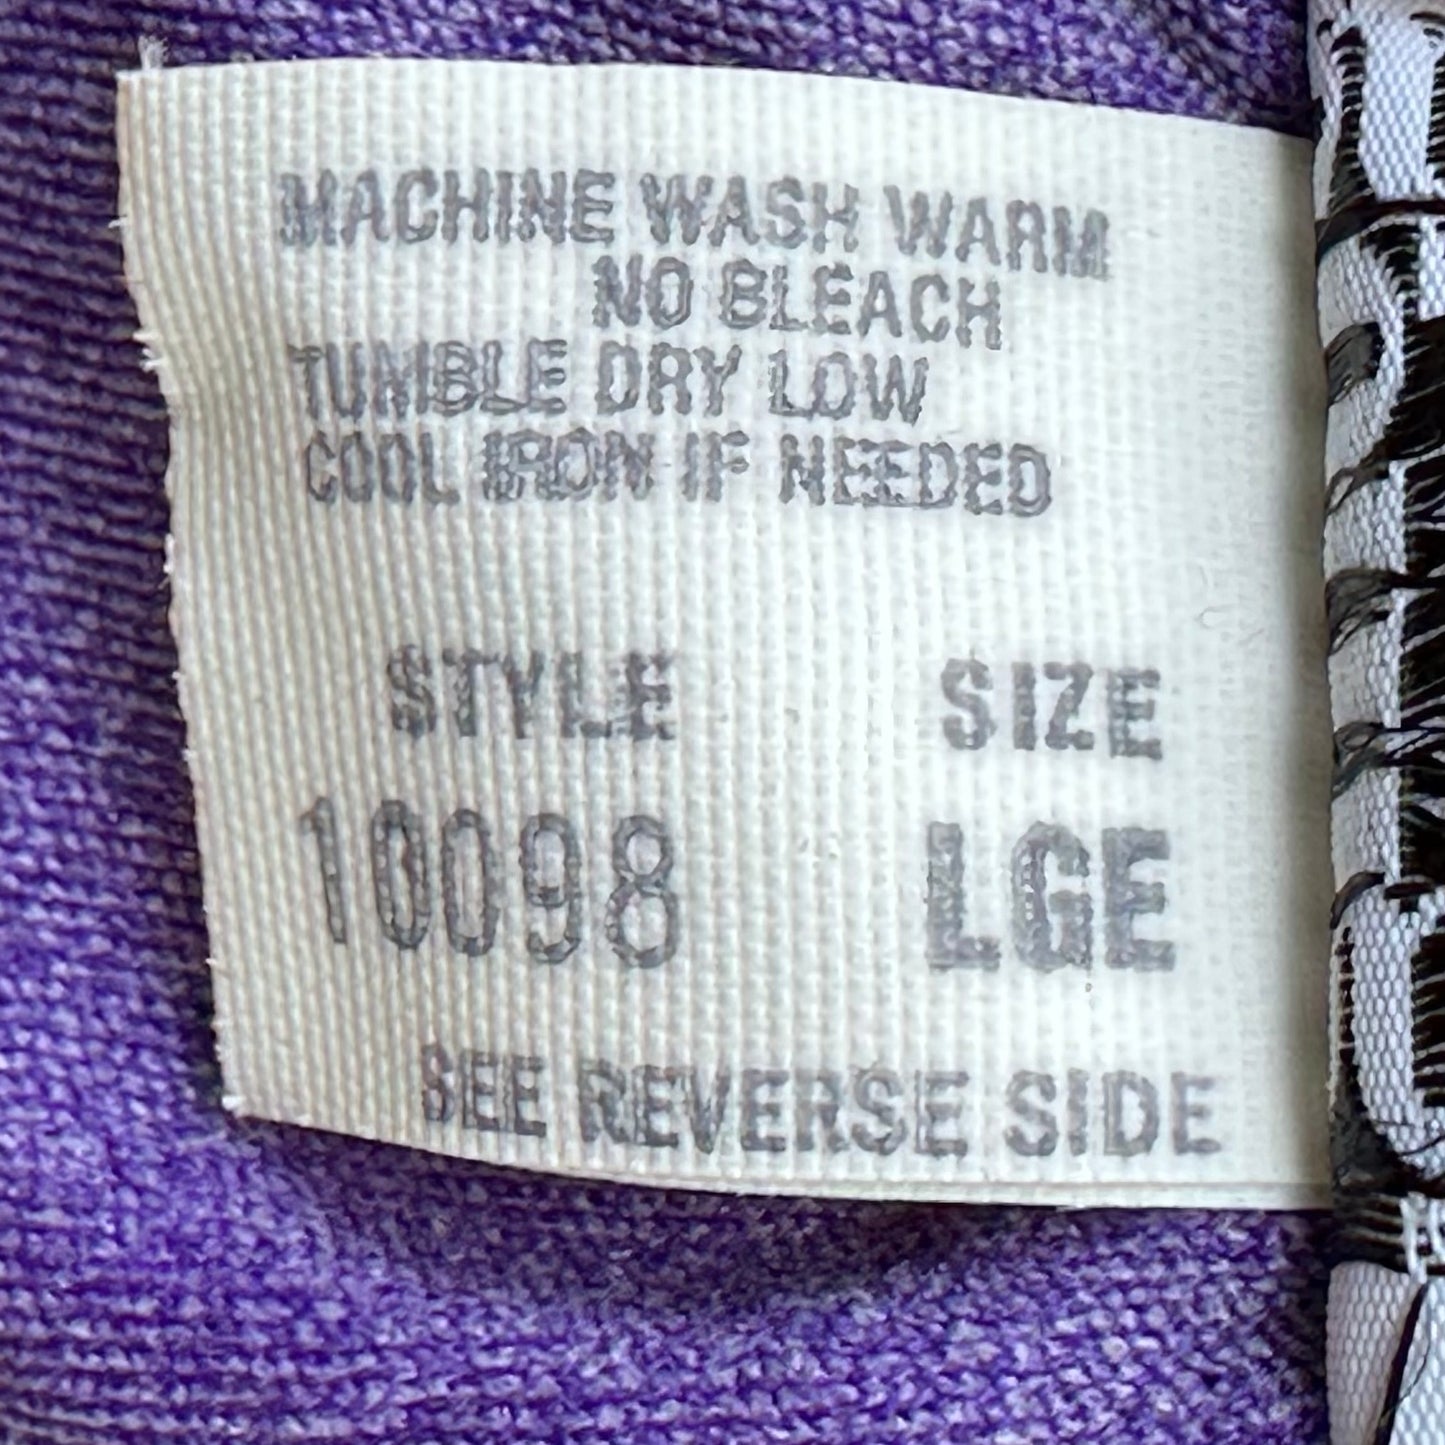 MACHINE WASH WARM
NO BLEACH
TUMBLE DRY LOW
COOL IRON IF NEEDED
STYLE SIZE
10098 LGE
SEE REVERSE SIDE